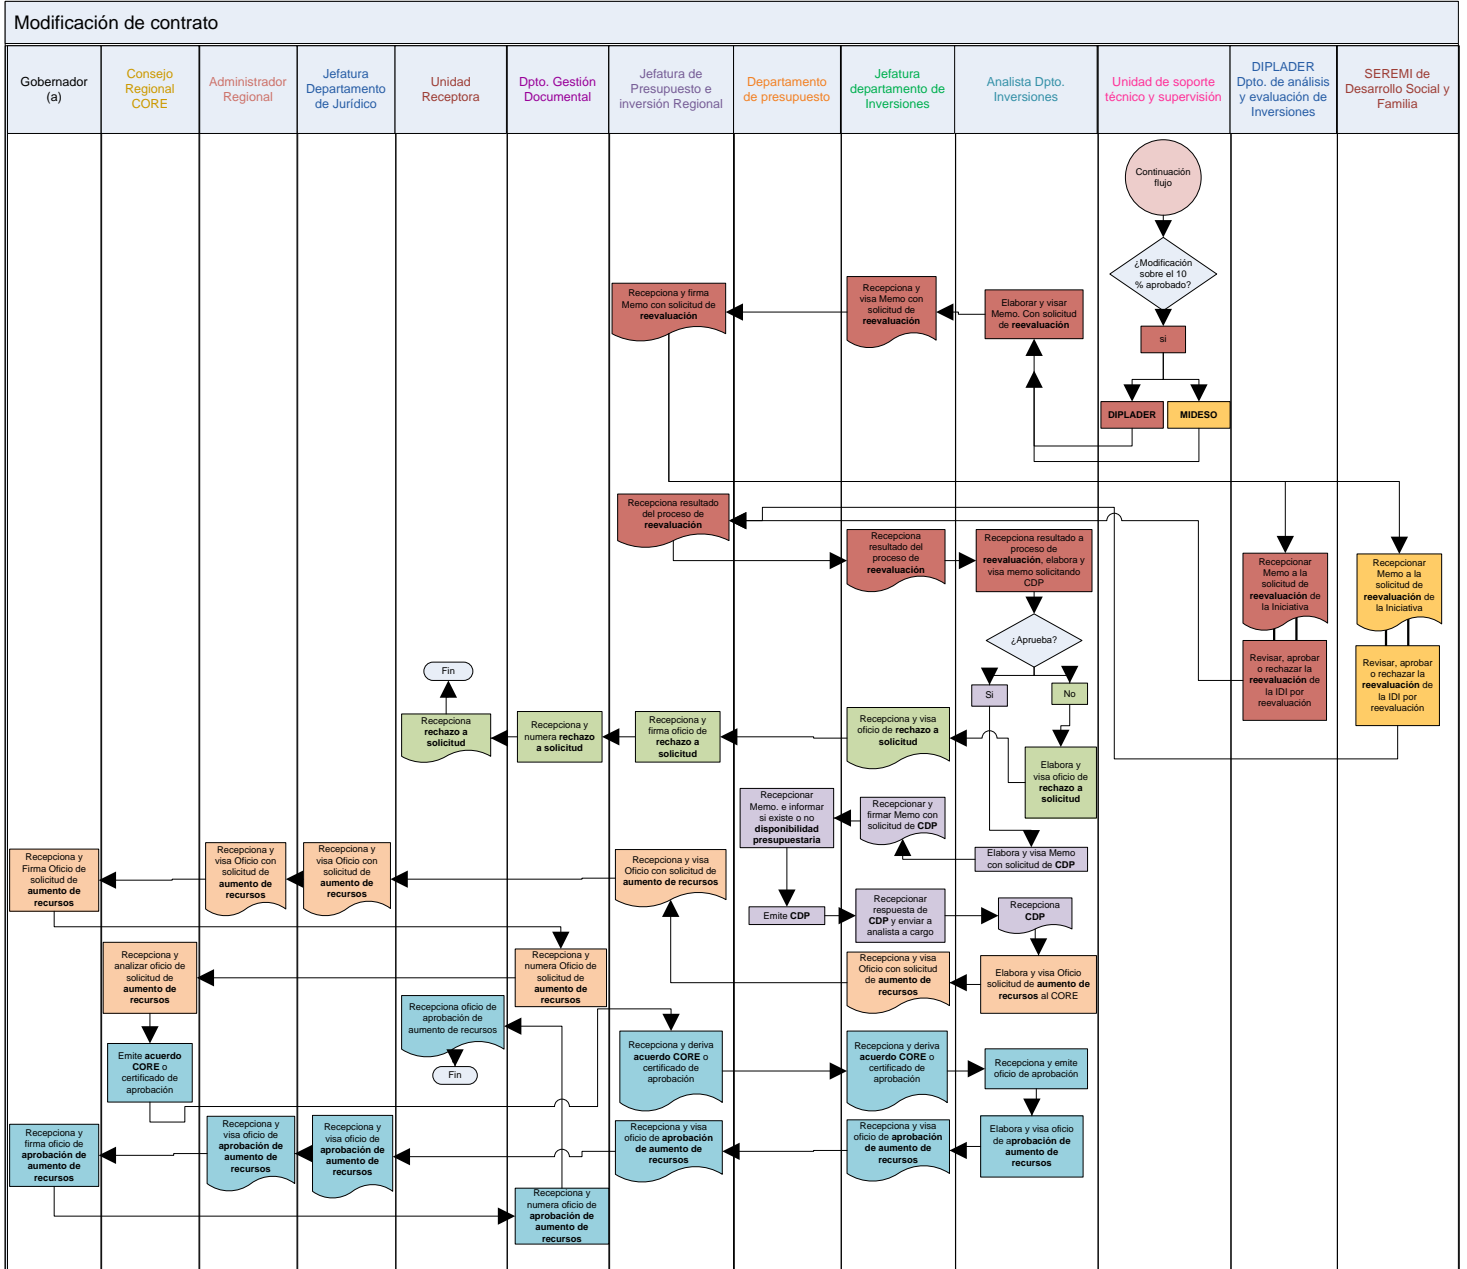 Modificación de contrato
Gobernador
(a)
Consejo
Regional
CORE
Administrador
Regional
Jefatura
Departamento
de Jurídico
Unidad
Receptora
Dpto. Gestión
Documental
Jefatura de
Presupuesto e
inversión Regional
Departamento
de presupuesto
Jefatura
departamento de
Inversiones
Analista Dpto.
Inversiones
Unidad de soporte
técnico y supervisión
DIPLADER
Dpto. de análisis
y evaluación de
Inversiones
SEREMI de
Desarrollo Social y
Familia
Continuación
flujo
¿Modificación
sobre el 10
% aprobado?
si
DIPLADER
MIDESO
Elaborar y visar
Memo. Con solicitud
de reevaluación
Recepciona y
visa Memo con
solicitud de
reevaluación
Recepciona y firma
Memo con solicitud de
reevaluación
Recepciona resultado
del proceso de
reevaluación
Recepciona
resultado del
proceso de
reevaluación
Recepciona resultado a
proceso de
reevaluación, elabora y
visa memo solicitando
CDP
Recepcionar
Memo a la
solicitud de
reevaluación de
la Iniciativa
Recepcionar
Memo a la
solicitud de
reevaluación de
la Iniciativa
¿Aprueba?
Revisar, aprobar
o rechazar la
reevaluación de
la IDI por
reevaluación
Revisar, aprobar
o rechazar la
reevaluación de
la IDI por
reevaluación
Si
No
Fin
Recepciona
rechazo a
solicitud
Recepciona y
numera rechazo
a solicitud
Recepciona y
firma oficio de
rechazo a
solicitud
Recepciona y visa
oficio de rechazo a
solicitud
Elabora y
visa oficio de
rechazo a
solicitud
Recepcionar
Memo. e informar
si existe o no
disponibilidad
presupuestaria
Recepcionar y
firmar Memo con
solicitud de CDP
Elabora y visa Memo
con solicitud de CDP
Recepciona y
Firma Oficio de
solicitud de
aumento de
recursos
Recepciona y
visa Oficio con
solicitud de
aumento de
recursos
Recepciona y
visa Oficio con
solicitud de
aumento de
recursos
Recepciona y visa
Oficio con solicitud de
aumento de recursos
Emite CDP
Recepcionar
respuesta de
CDP y enviar a
analista a cargo
Recepciona
CDP
Recepciona y
analizar oficio de
solicitud de
aumento de
recursos
Recepciona y
numera Oficio de
solicitud de
aumento de
recursos
Recepciona y visa
Oficio con solicitud
de aumento de
recursos
Elabora y visa Oficio
solicitud de aumento de
recursos al CORE
Recepciona oficio de
aprobación de
aumento de recursos
Fin
Emite acuerdo
CORE o
certificado de
aprobación
Recepciona y deriva
acuerdo CORE o
certificado de
aprobación
Recepciona y deriva
acuerdo CORE o
certificado de
aprobación
Recepciona y emite
oficio de aprobación
Recepciona y
firma oficio de
aprobación de
aumento de
recursos
Recepciona y
visa oficio de
aprobación de
aumento de
recursos
Recepciona y
visa oficio de
aprobación de
aumento de
recursos
Recepciona y visa
oficio de aprobación
de aumento de
recursos
Recepciona y visa
oficio de aprobación
de aumento de
recursos
Elabora y visa oficio
de aprobación de
aumento de
recursos
Recepciona y
numera oficio de
aprobación de
aumento de
recursos